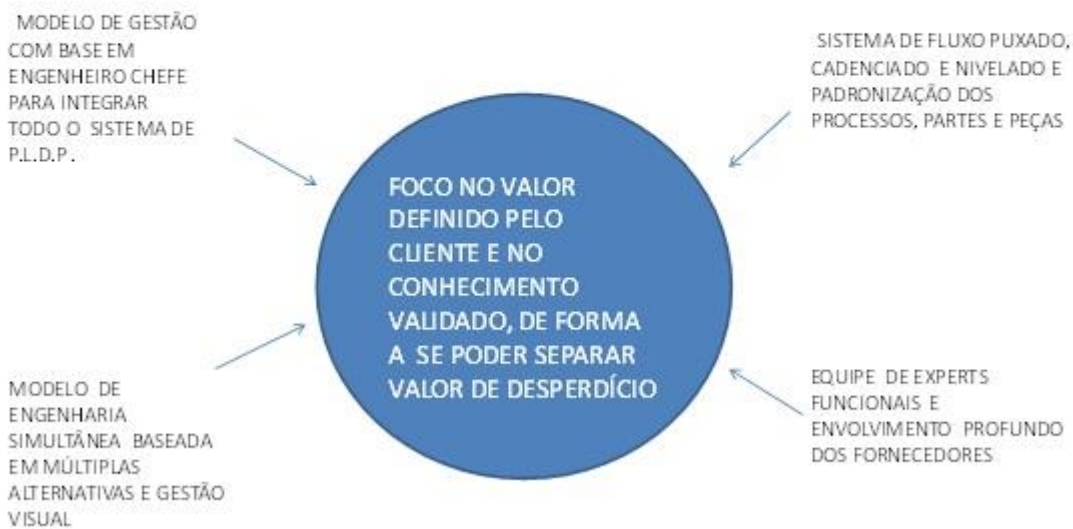 MODELO DE GESTÃO
COM BASE EM
ENGENHEIRO CHEFE
PARA INTEGRAR
TODO O SISTEMA DE
P.L.D.P.
SISTEMA DE FLUXO PUXADO,
CADENCIADO E NIVELADO E
PADRONIZAÇÃO DOS
PROCESSOS, PARTES E PEÇAS
FOCO NO VALOR
DEFINIDO PELO
CLIENTE E NO
CONHECIMENTO
VALIDADO, DE FORMA
A SE PODER SEPARAR
VALOR DE DESPERDÍCIO
MODELO DE
ENGENHARIA
SIMULTÂNEA BASEADA
EM MÚLTIPLAS
ALTERNATIVAS E GESTÃO
VISUAL
EQUIPE DE EXPERTS
FUNCIONAIS E
ENVOLVIMENTO PROFUNDO
DOS FORNECEDORES